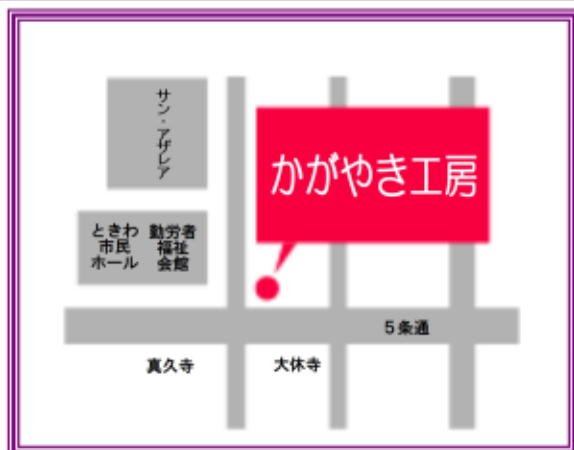 サン・アザレア
かがやき工房
ときわ
市民
ホール
勤労者
福祉
会館
5条通
真久寺
大休寺